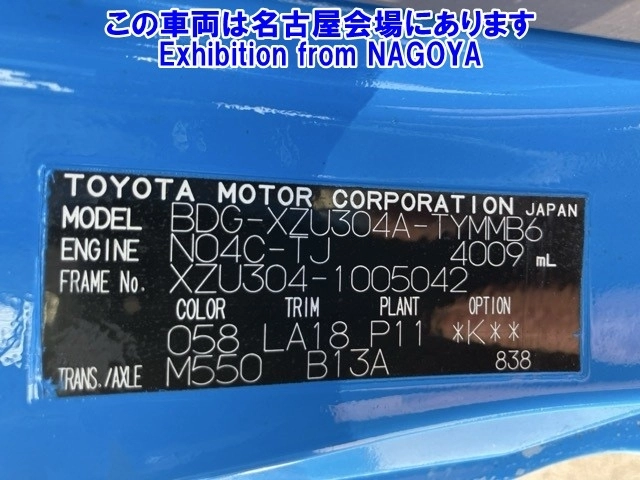 この車両は名古屋会場にあります
Exhibition from NAGOYA
TOYOTA MOTOR CORPORATION JAPAN
MODEL BDG-XZU304A-TYMMB6
ENGINE N04C-TJ 4009 mL
FRAME No. XZU304-1005042
COLOR TRIM PLANT OPTION
058 LA18 P11 *K**
TRANS./AXLE M550 B13A 838